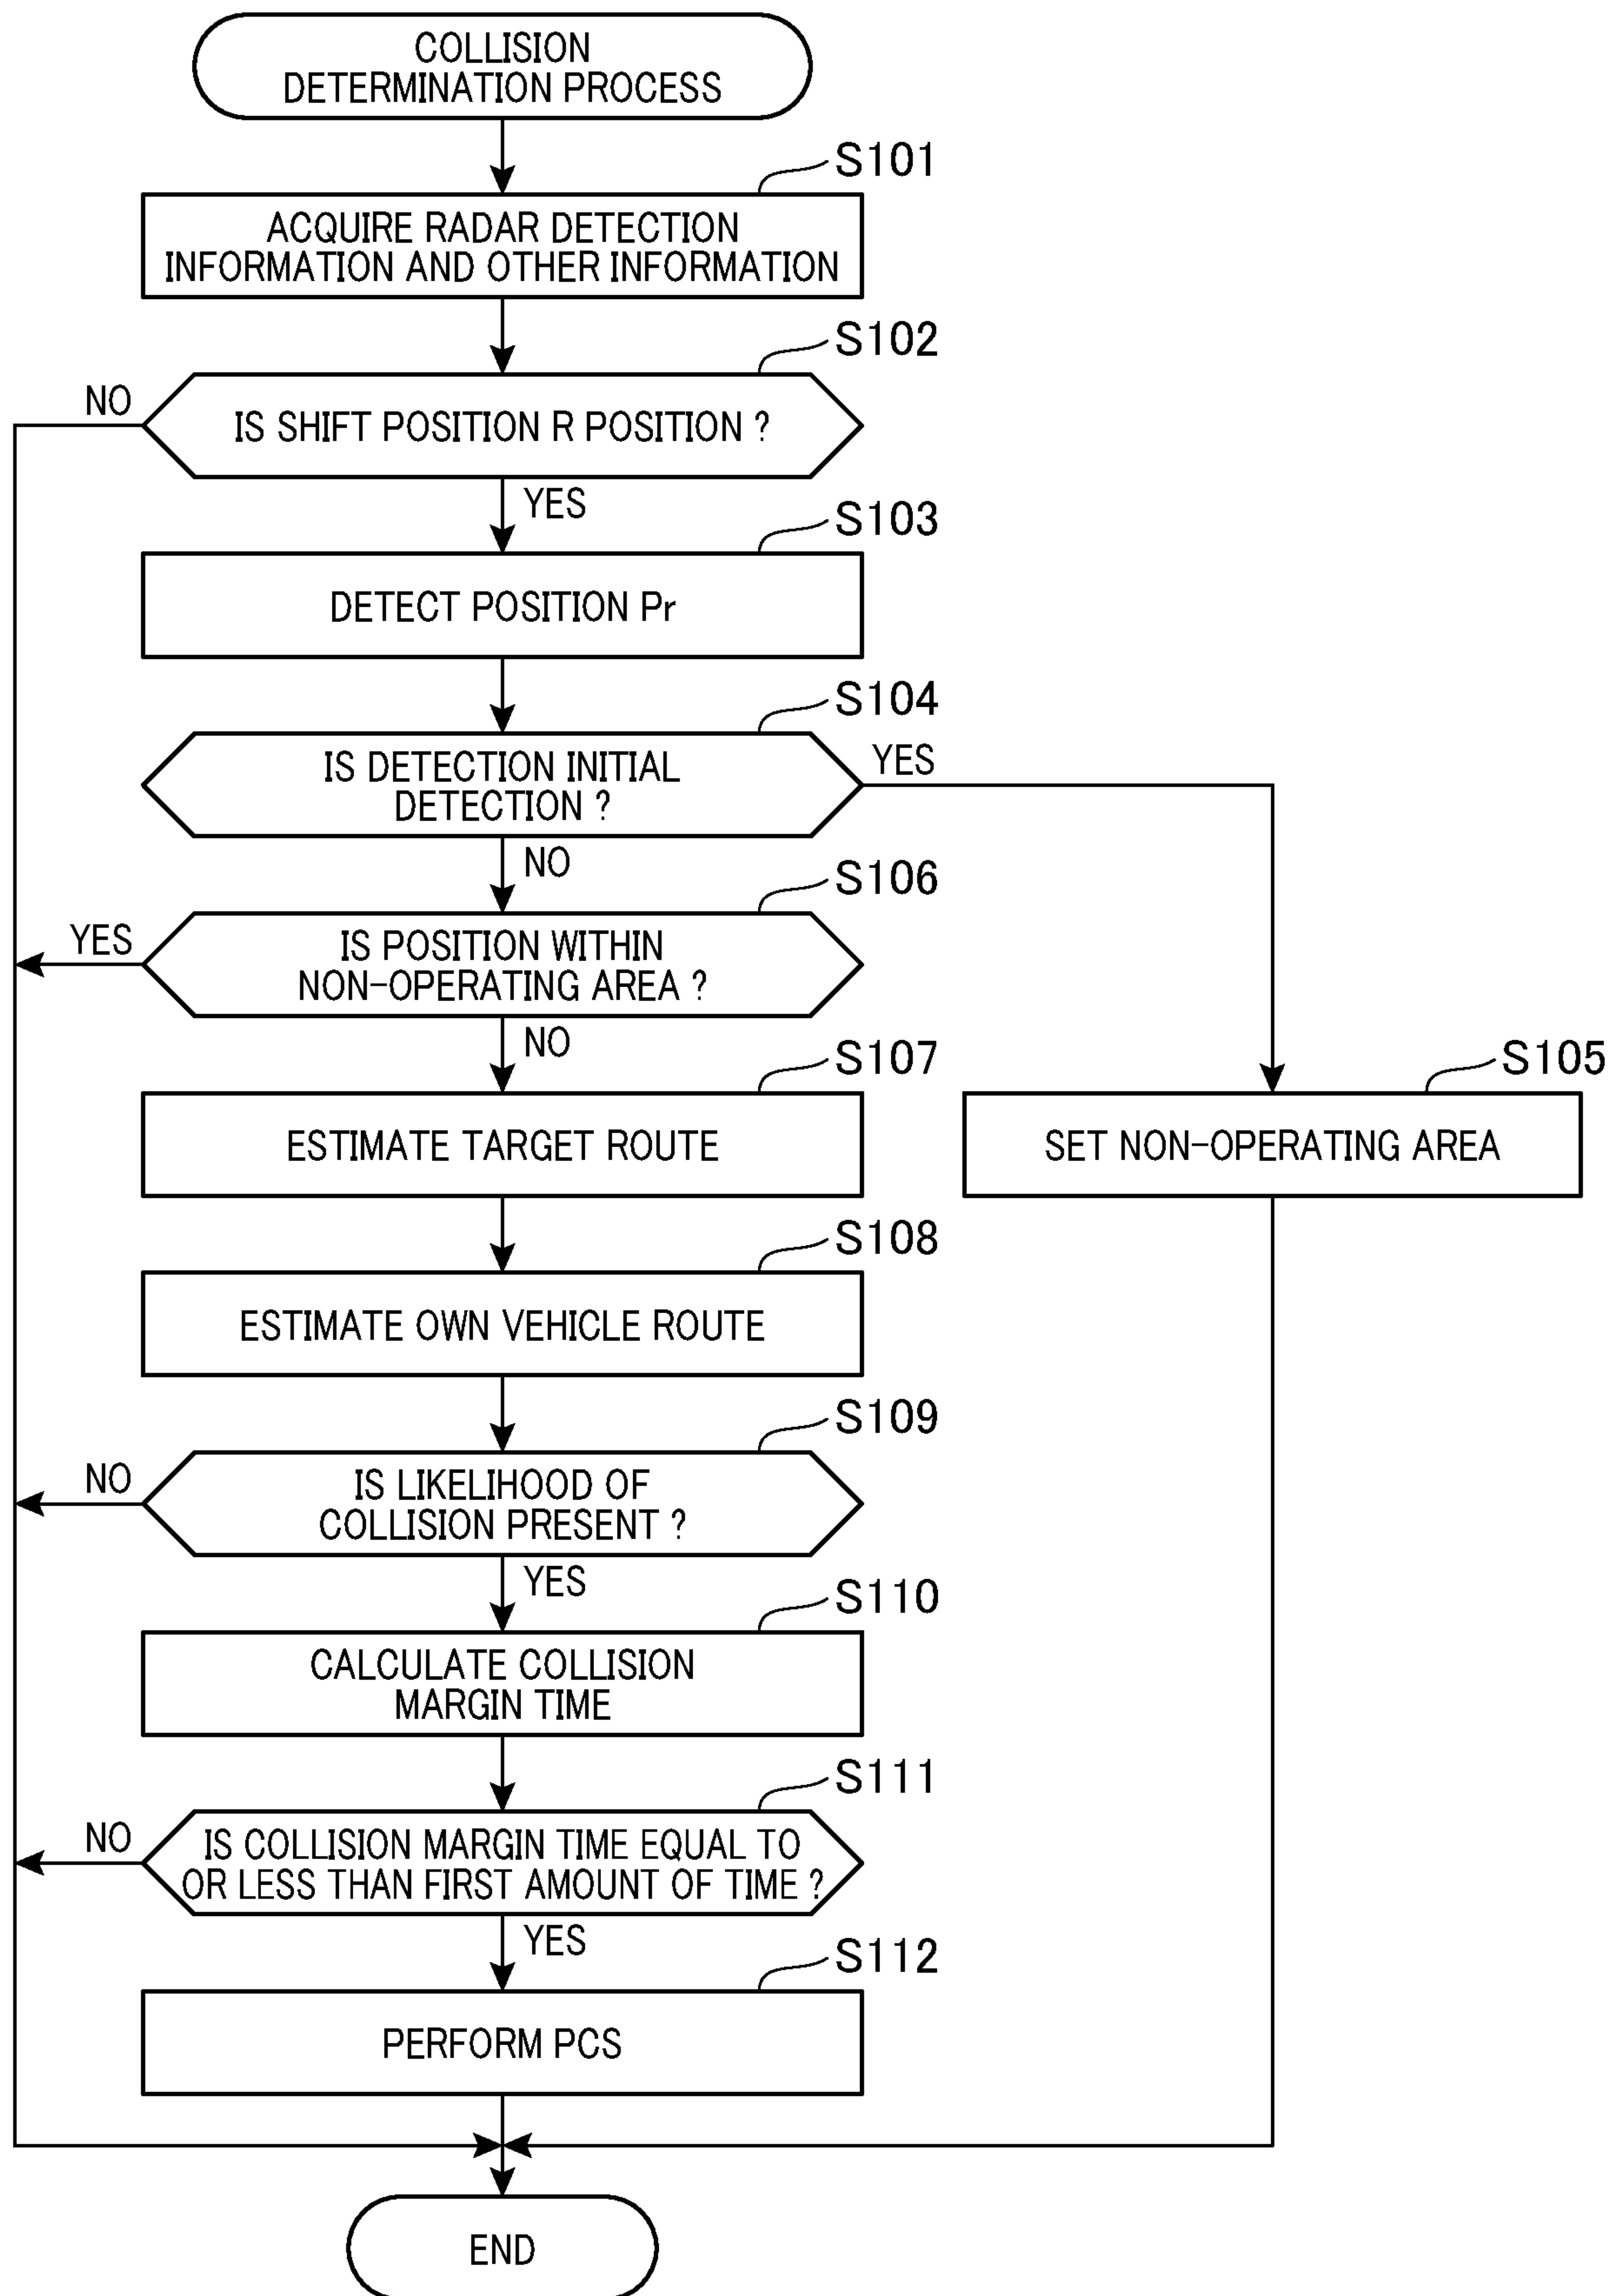 COLLISION
DETERMINATION PROCESS
S101
ACQUIRE RADAR DETECTION
INFORMATION AND OTHER INFORMATION
S102
NO
IS SHIFT POSITION R POSITION ?
YES
S103
DETECT POSITION Pr
S104
IS DETECTION INITIAL
DETECTION ?
YES
NO
S106
YES
IS POSITION WITHIN
NON-OPERATING AREA ?
NO
S107
ESTIMATE TARGET ROUTE
S105
SET NON-OPERATING AREA
S108
ESTIMATE OWN VEHICLE ROUTE
S109
NO
IS LIKELIHOOD OF
COLLISION PRESENT ?
YES
S110
CALCULATE COLLISION
MARGIN TIME
S111
NO
IS COLLISION MARGIN TIME EQUAL TO
OR LESS THAN FIRST AMOUNT OF TIME ?
YES
S112
PERFORM PCS
END